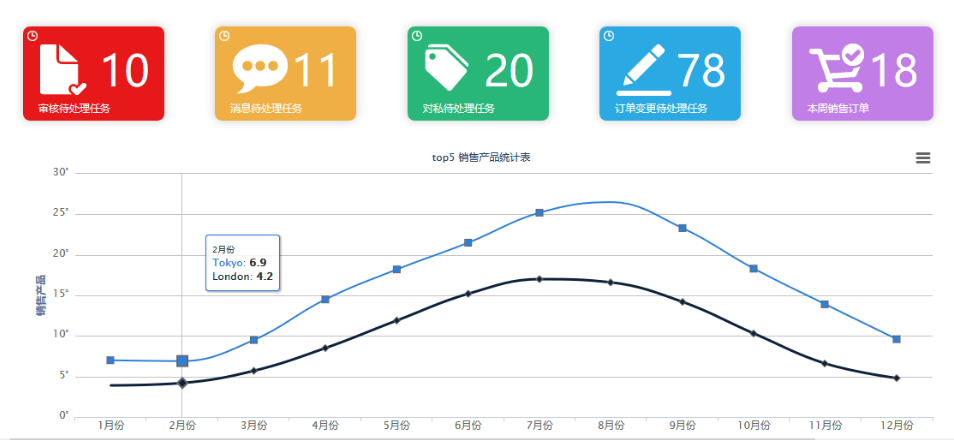 10
审核待处理任务
11
消息待处理任务
20
对私待处理任务
78
订单变更待处理任务
18
本周销售订单
top5 销售产品统计表
销售产品
30°
25°
20°
15°
10°
5°
0°
2月份
Tokyo: 6.9
London: 4.2
1月份 2月份 3月份 4月份 5月份 6月份 7月份 8月份 9月份 10月份 11月份 12月份